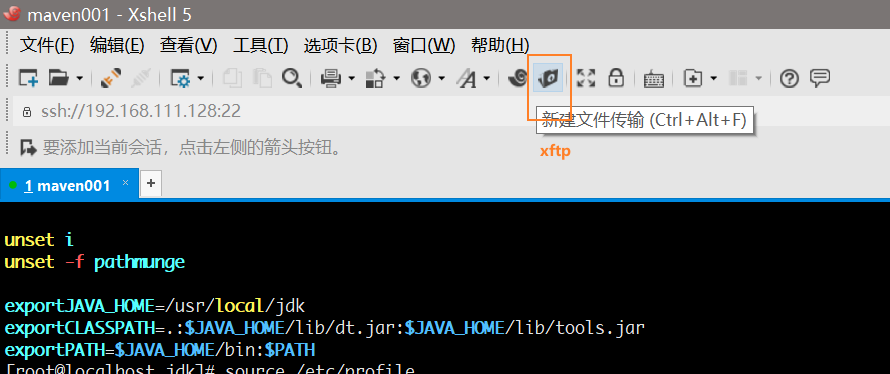 maven001 - Xshell 5
文件(F) 编辑(E) 查看(V) 工具(T) 选项卡(B) 窗口(W) 帮助(H)
ssh://192.168.111.128:22
新建文件传输 (Ctrl+Alt+F)
要添加当前会话，点击左侧的箭头按钮。
xftp
1 maven001 × +
unset i
unset -f pathmunge
exportJAVA_HOME=/usr/local/jdk
exportCLASSPATH=.:$JAVA_HOME/lib/dt.jar:$JAVA_HOME/lib/tools.jar
exportPATH=$JAVA_HOME/bin:$PATH
[root@localhost jdk]# source /etc/profile